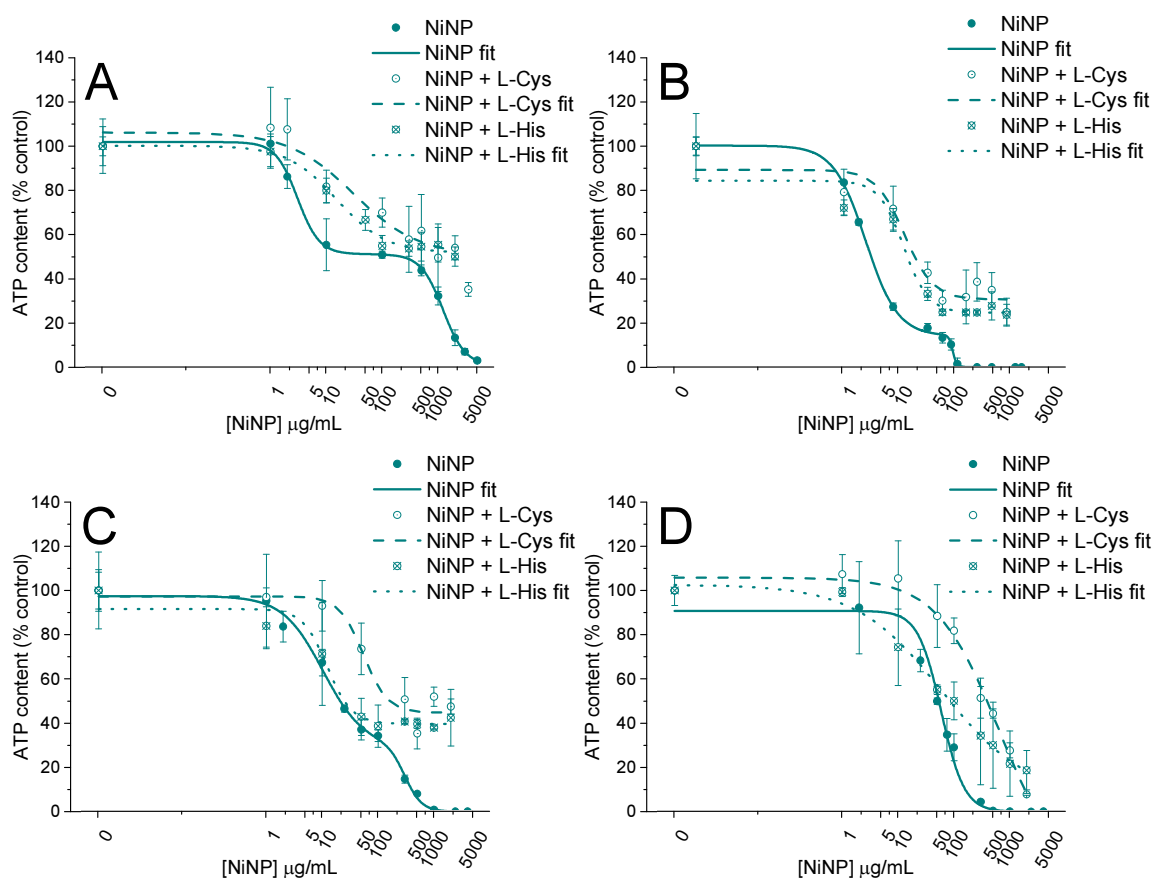 A
NiNP
NiNP fit
NiNP + L-Cys
NiNP + L-Cys fit
NiNP + L-His
NiNP + L-His fit
ATP content (% control)
140
120
100
80
60
40
20
0
0 1 5 10 50 100 500 1000 5000
[NiNP] μg/mL
B
NiNP
NiNP fit
NiNP + L-Cys
NiNP + L-Cys fit
NiNP + L-His
NiNP + L-His fit
ATP content (% control)
140
120
100
80
60
40
20
0
0 1 5 10 50 100 500 1000 5000
[NiNP] μg/mL
C
NiNP
NiNP fit
NiNP + L-Cys
NiNP + L-Cys fit
NiNP + L-His
NiNP + L-His fit
ATP content (% control)
140
120
100
80
60
40
20
0
0 1 5 10 50 100 500 1000 5000
[NiNP] μg/mL
D
NiNP
NiNP fit
NiNP + L-Cys
NiNP + L-Cys fit
NiNP + L-His
NiNP + L-His fit
ATP content (% control)
140
120
100
80
60
40
20
0
0 1 5 10 50 100 500 1000 5000
[NiNP] μg/mL